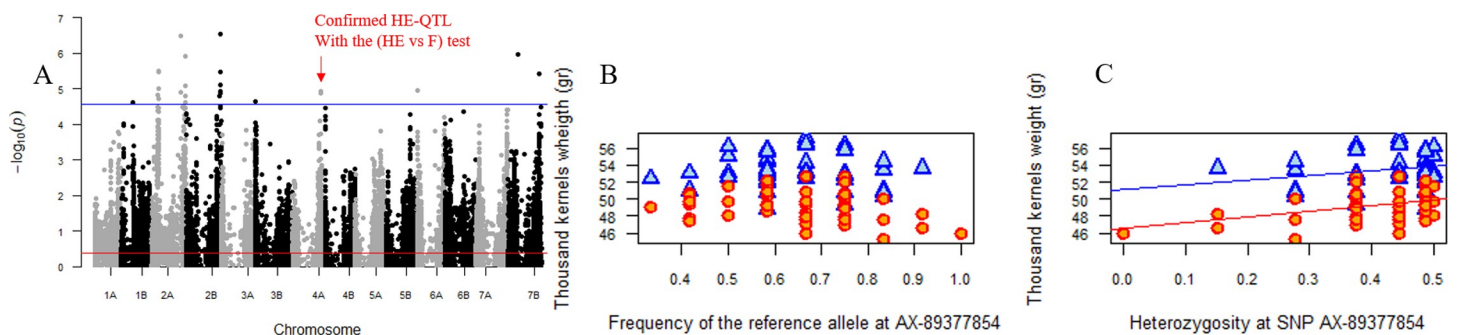 A
Confirmed HE-QTL
With the (HE vs F) test
−log10(p)
7
6
5
4
3
2
1
0
1A 1B 2A 2B 3A 3B 4A 4B 5A 5B 6A 6B 7A 7B
Chromosome
B
Thousand kernels wheigth (gr)
56
54
52
50
48
46
0.4 0.5 0.6 0.7 0.8 0.9 1.0
Frequency of the reference allele at AX-89377854
C
Thousand kernels weight (gr)
56
54
52
50
48
46
0.0 0.1 0.2 0.3 0.4 0.5
Heterozygosity at SNP AX-89377854